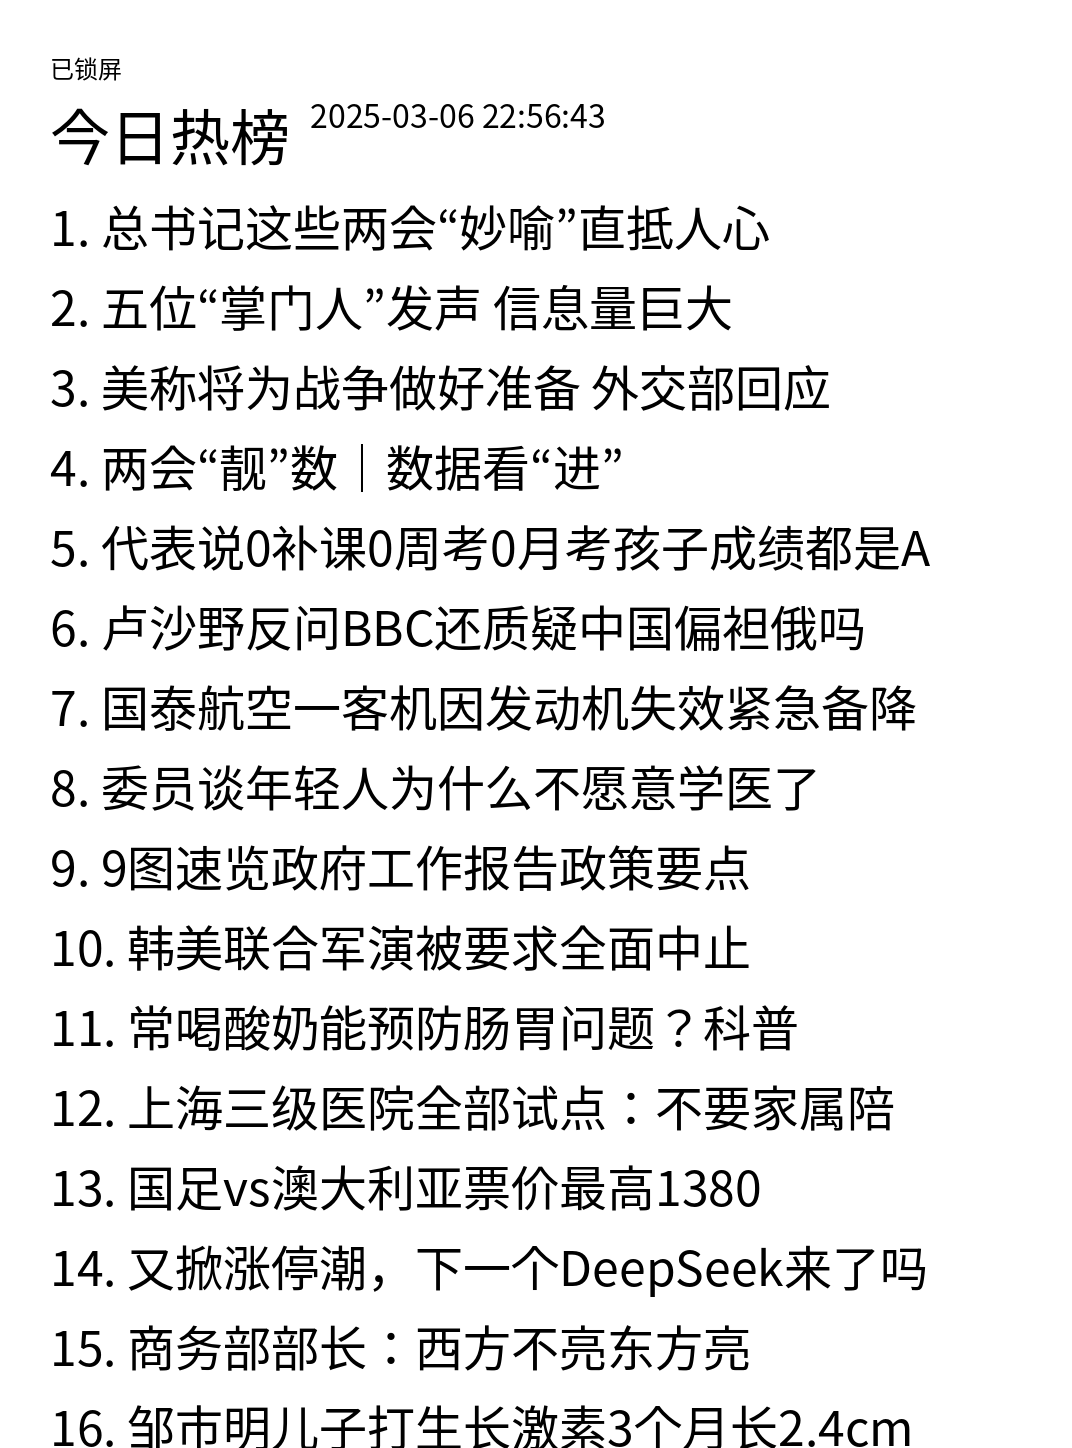 已锁屏
今日热榜 2025-03-06 22:56:43
1. 总书记这些两会“妙喻”直抵人心
2. 五位“掌门人”发声 信息量巨大
3. 美称将为战争做好准备 外交部回应
4. 两会“靓”数｜数据看“进”
5. 代表说0补课0周考0月考孩子成绩都是A
6. 卢沙野反问BBC还质疑中国偏袒俄吗
7. 国泰航空一客机因发动机失效紧急备降
8. 委员谈年轻人为什么不愿意学医了
9. 9图速览政府工作报告政策要点
10. 韩美联合军演被要求全面中止
11. 常喝酸奶能预防肠胃问题？科普
12. 上海三级医院全部试点：不要家属陪
13. 国足vs澳大利亚票价最高1380
14. 又掀涨停潮，下一个DeepSeek来了吗
15. 商务部部长：西方不亮东方亮
16. 邹市明儿子打生长激素3个月长2.4cm